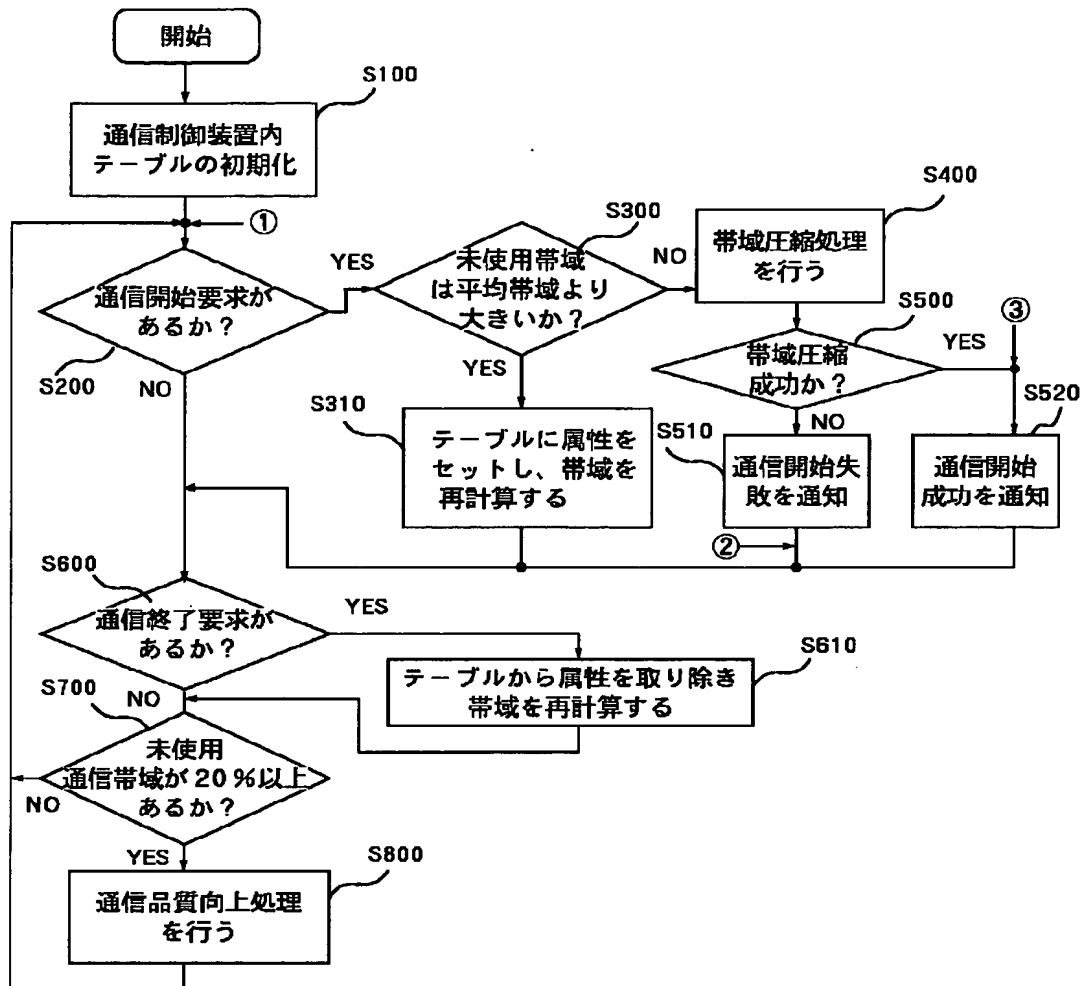 開始
S100
通信制御装置内
テーブルの初期化
①
S200
通信開始要求が
あるか?
YES
NO
S300
未使用帯域
は平均帯域より
大きいか?
NO
YES
S400
帯域圧縮処理
を行う
S310
テーブルに属性を
セットし、帯域を
再計算する
S500
帯域圧縮
成功か?
YES
NO
③
S510
通信開始失
敗を通知
②
S520
通信開始
成功を通知
S600
通信終了要求が
あるか?
YES
NO
S610
テーブルから属性を取り除き
帯域を再計算する
S700
未使用
通信帯域が20%以上
あるか?
NO
YES
S800
通信品質向上処理
を行う